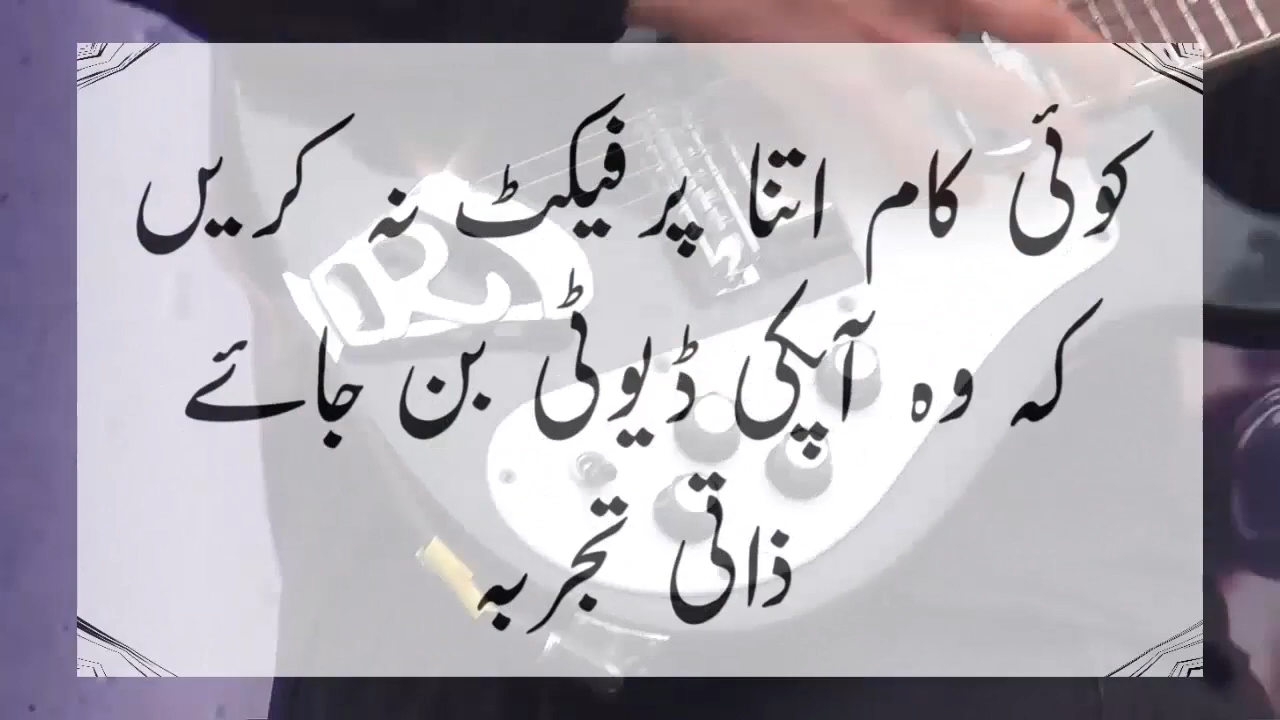 کوئی کام اتنا پرفیکٹ نہ کریں
کہ وہ آپکی ڈیوٹی بن جائے
ذاتی تجربہ